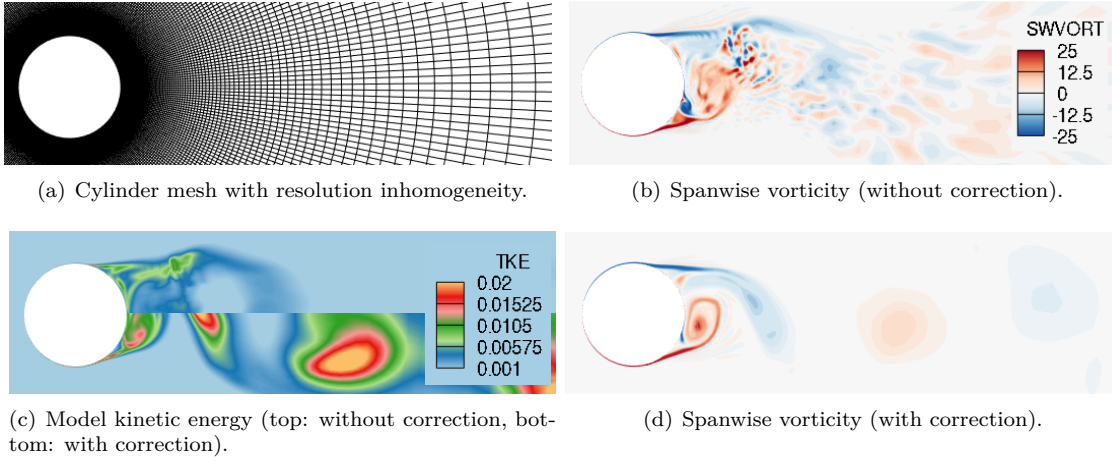 SWVORT
25
12.5
0
-12.5
-25
(a) Cylinder mesh with resolution inhomogeneity.
(b) Spanwise vorticity (without correction).
TKE
0.02
0.01525
0.0105
0.00575
0.001
(c) Model kinetic energy (top: without correction, bot-
tom: with correction).
(d) Spanwise vorticity (with correction).